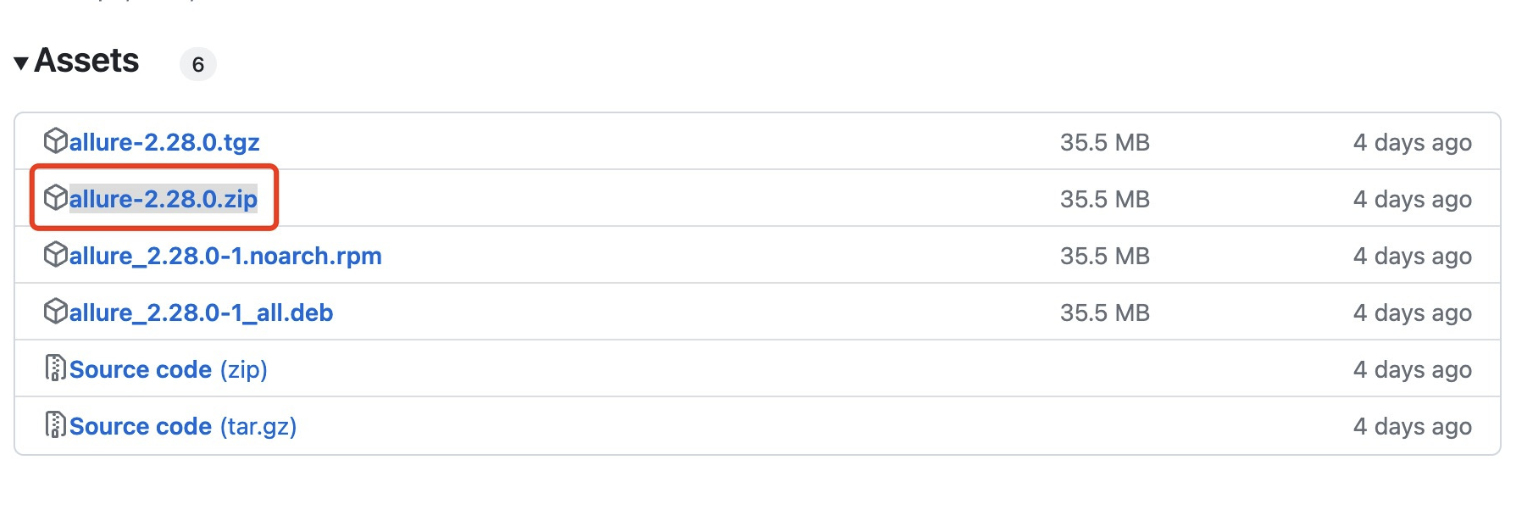 Assets 6
allure-2.28.0.tgz 35.5 MB 4 days ago
allure-2.28.0.zip 35.5 MB 4 days ago
allure_2.28.0-1.noarch.rpm 35.5 MB 4 days ago
allure_2.28.0-1_all.deb 35.5 MB 4 days ago
Source code (zip) 4 days ago
Source code (tar.gz) 4 days ago